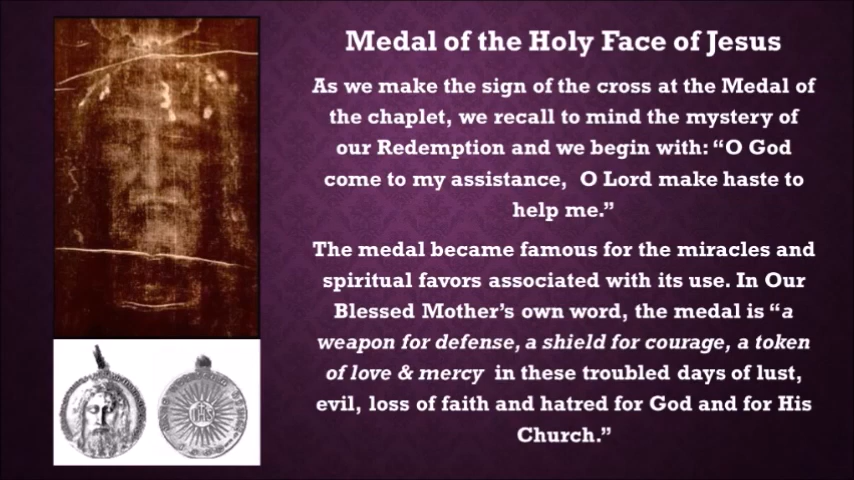 Medal of the Holy Face of Jesus
As we make the sign of the cross at the Medal of
the chaplet, we recall to mind the mystery of
our Redemption and we begin with: “O God
come to my assistance, O Lord make haste to
help me.”
The medal became famous for the miracles and
spiritual favors associated with its use. In Our
Blessed Mother’s own word, the medal is “a
weapon for defense, a shield for courage, a token
of love & mercy in these troubled days of lust,
evil, loss of faith and hatred for God and for His
Church.”
IHS